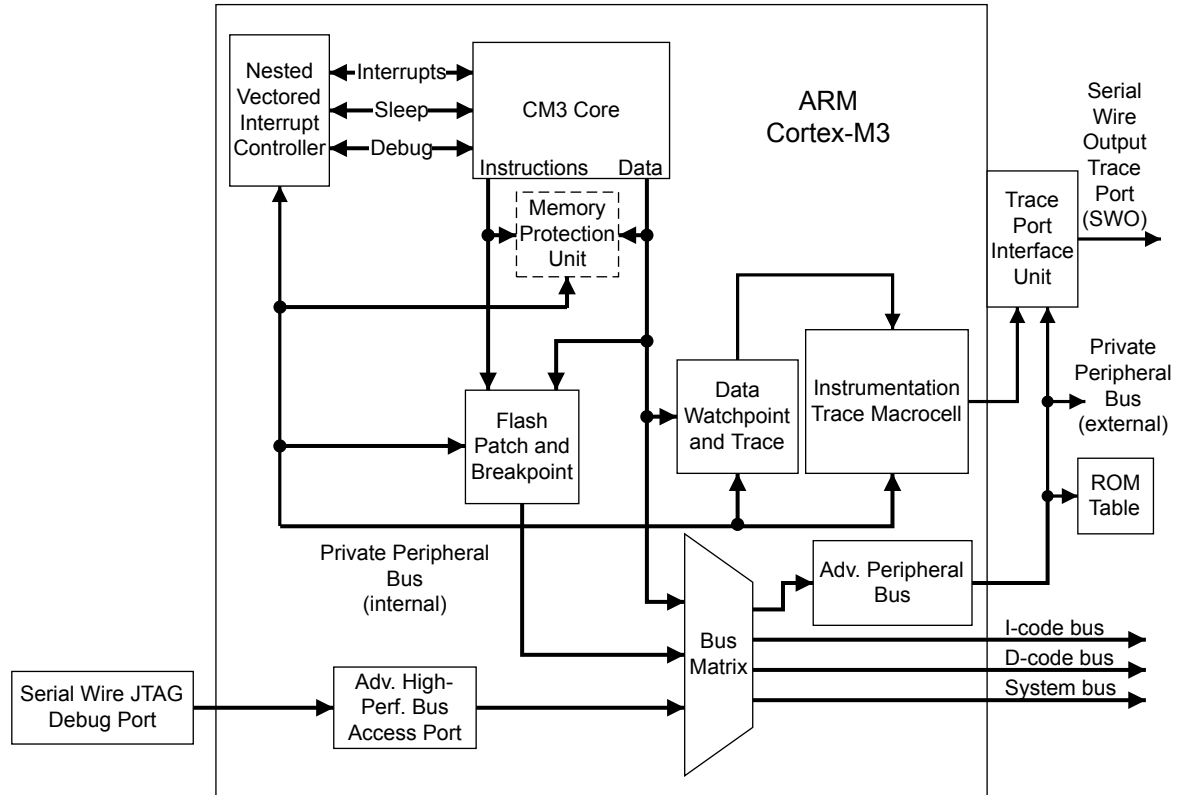 Nested
Vectored
Interrupt
Controller
Interrupts
Sleep
Debug
CM3 Core
Instructions
Data
ARM
Cortex-M3
Memory
Protection
Unit
Serial
Wire
Output
Trace
Port
(SWO)
Trace
Port
Interface
Unit
Flash
Patch and
Breakpoint
Data
Watchpoint
and Trace
Instrumentation
Trace Macrocell
Private
Peripheral
Bus
(external)
ROM
Table
Private Peripheral
Bus
(internal)
Adv. Peripheral
Bus
Bus
Matrix
I-code bus
D-code bus
System bus
Serial Wire JTAG
Debug Port
Adv. High-
Perf. Bus
Access Port